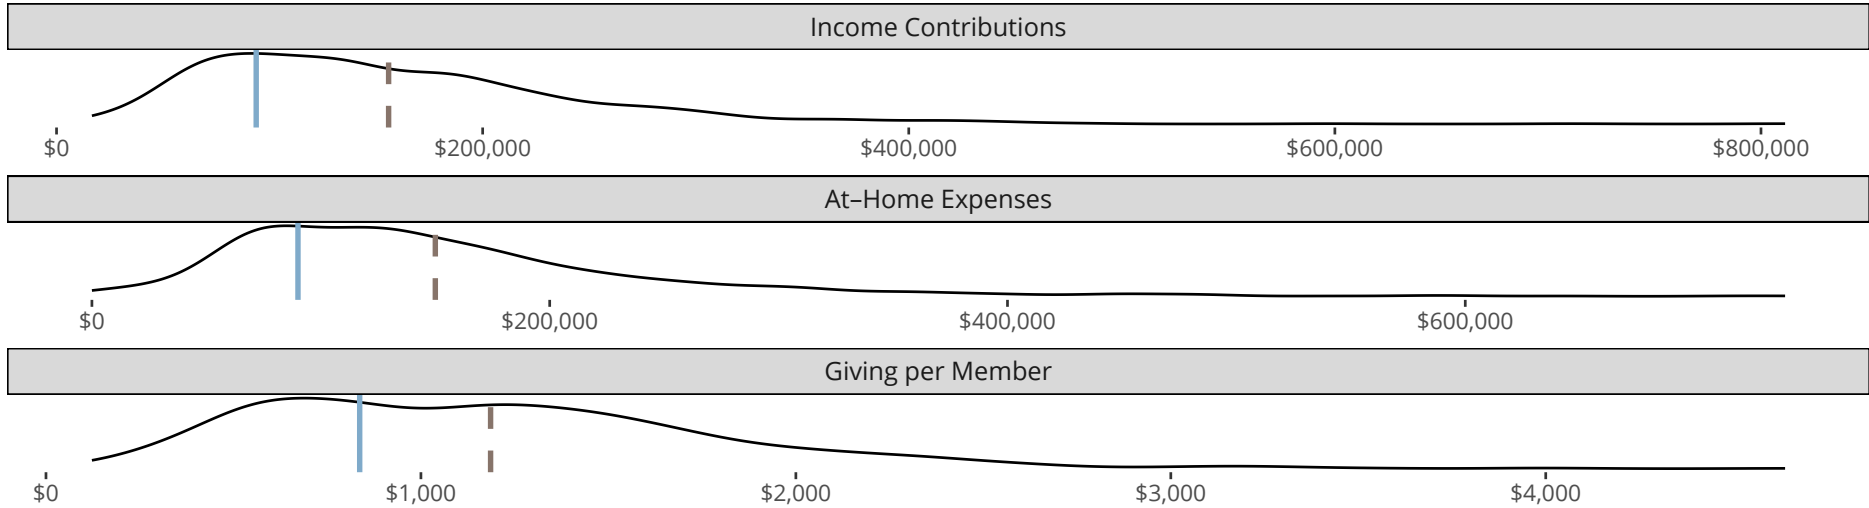 Income Contributions
$0 $200,000 $400,000 $600,000 $800,000
At–Home Expenses
$0 $200,000 $400,000 $600,000
Giving per Member
$0 $1,000 $2,000 $3,000 $4,000